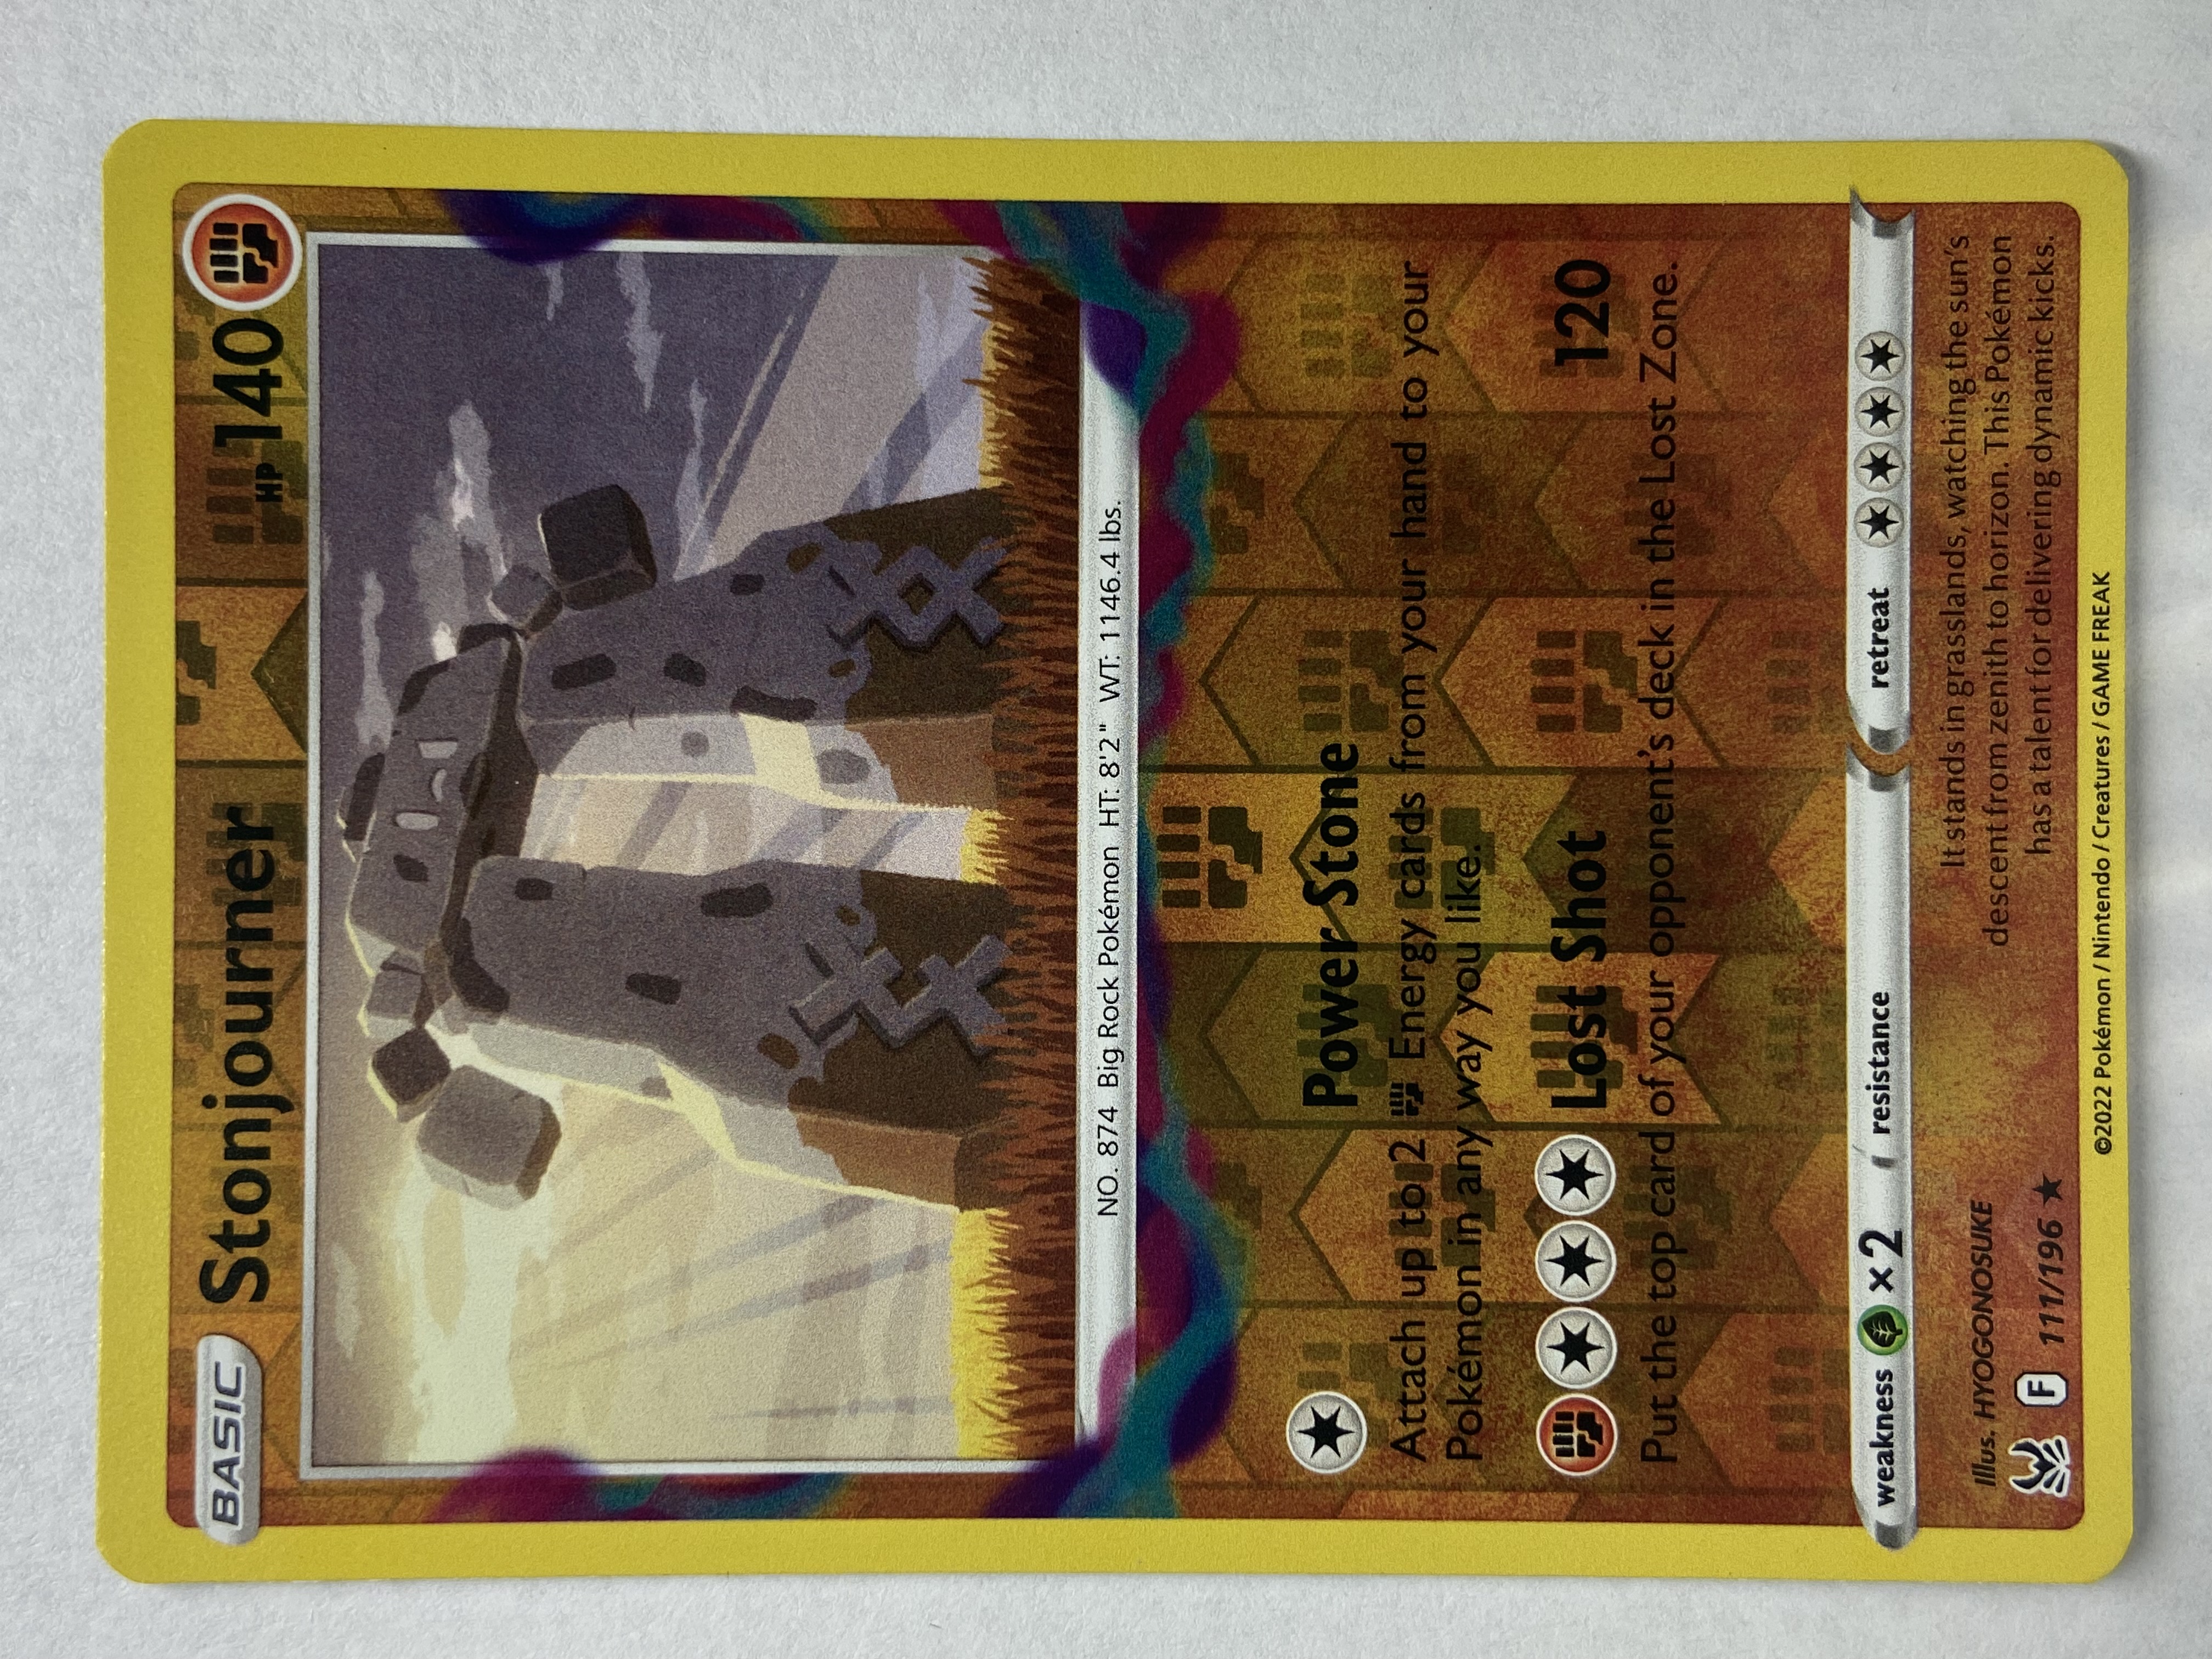 BASIC Stonjourner HP 140
NO. 874 Big Rock Pokémon HT: 8'2" WT: 1146.4 lbs.
Power Stone
Attach up to 2 Energy cards from your hand to your
Pokémon in any way you like.
Lost Shot 120
Put the top card of your opponent's deck in the Lost Zone.
weakness ×2 resistance retreat
It stands in grasslands, watching the sun's
descent from zenith to horizon. This Pokémon
has a talent for delivering dynamic kicks.
Illus. HYOGONOSUKE
F 111/196 ★
©2022 Pokémon / Nintendo / Creatures / GAME FREAK